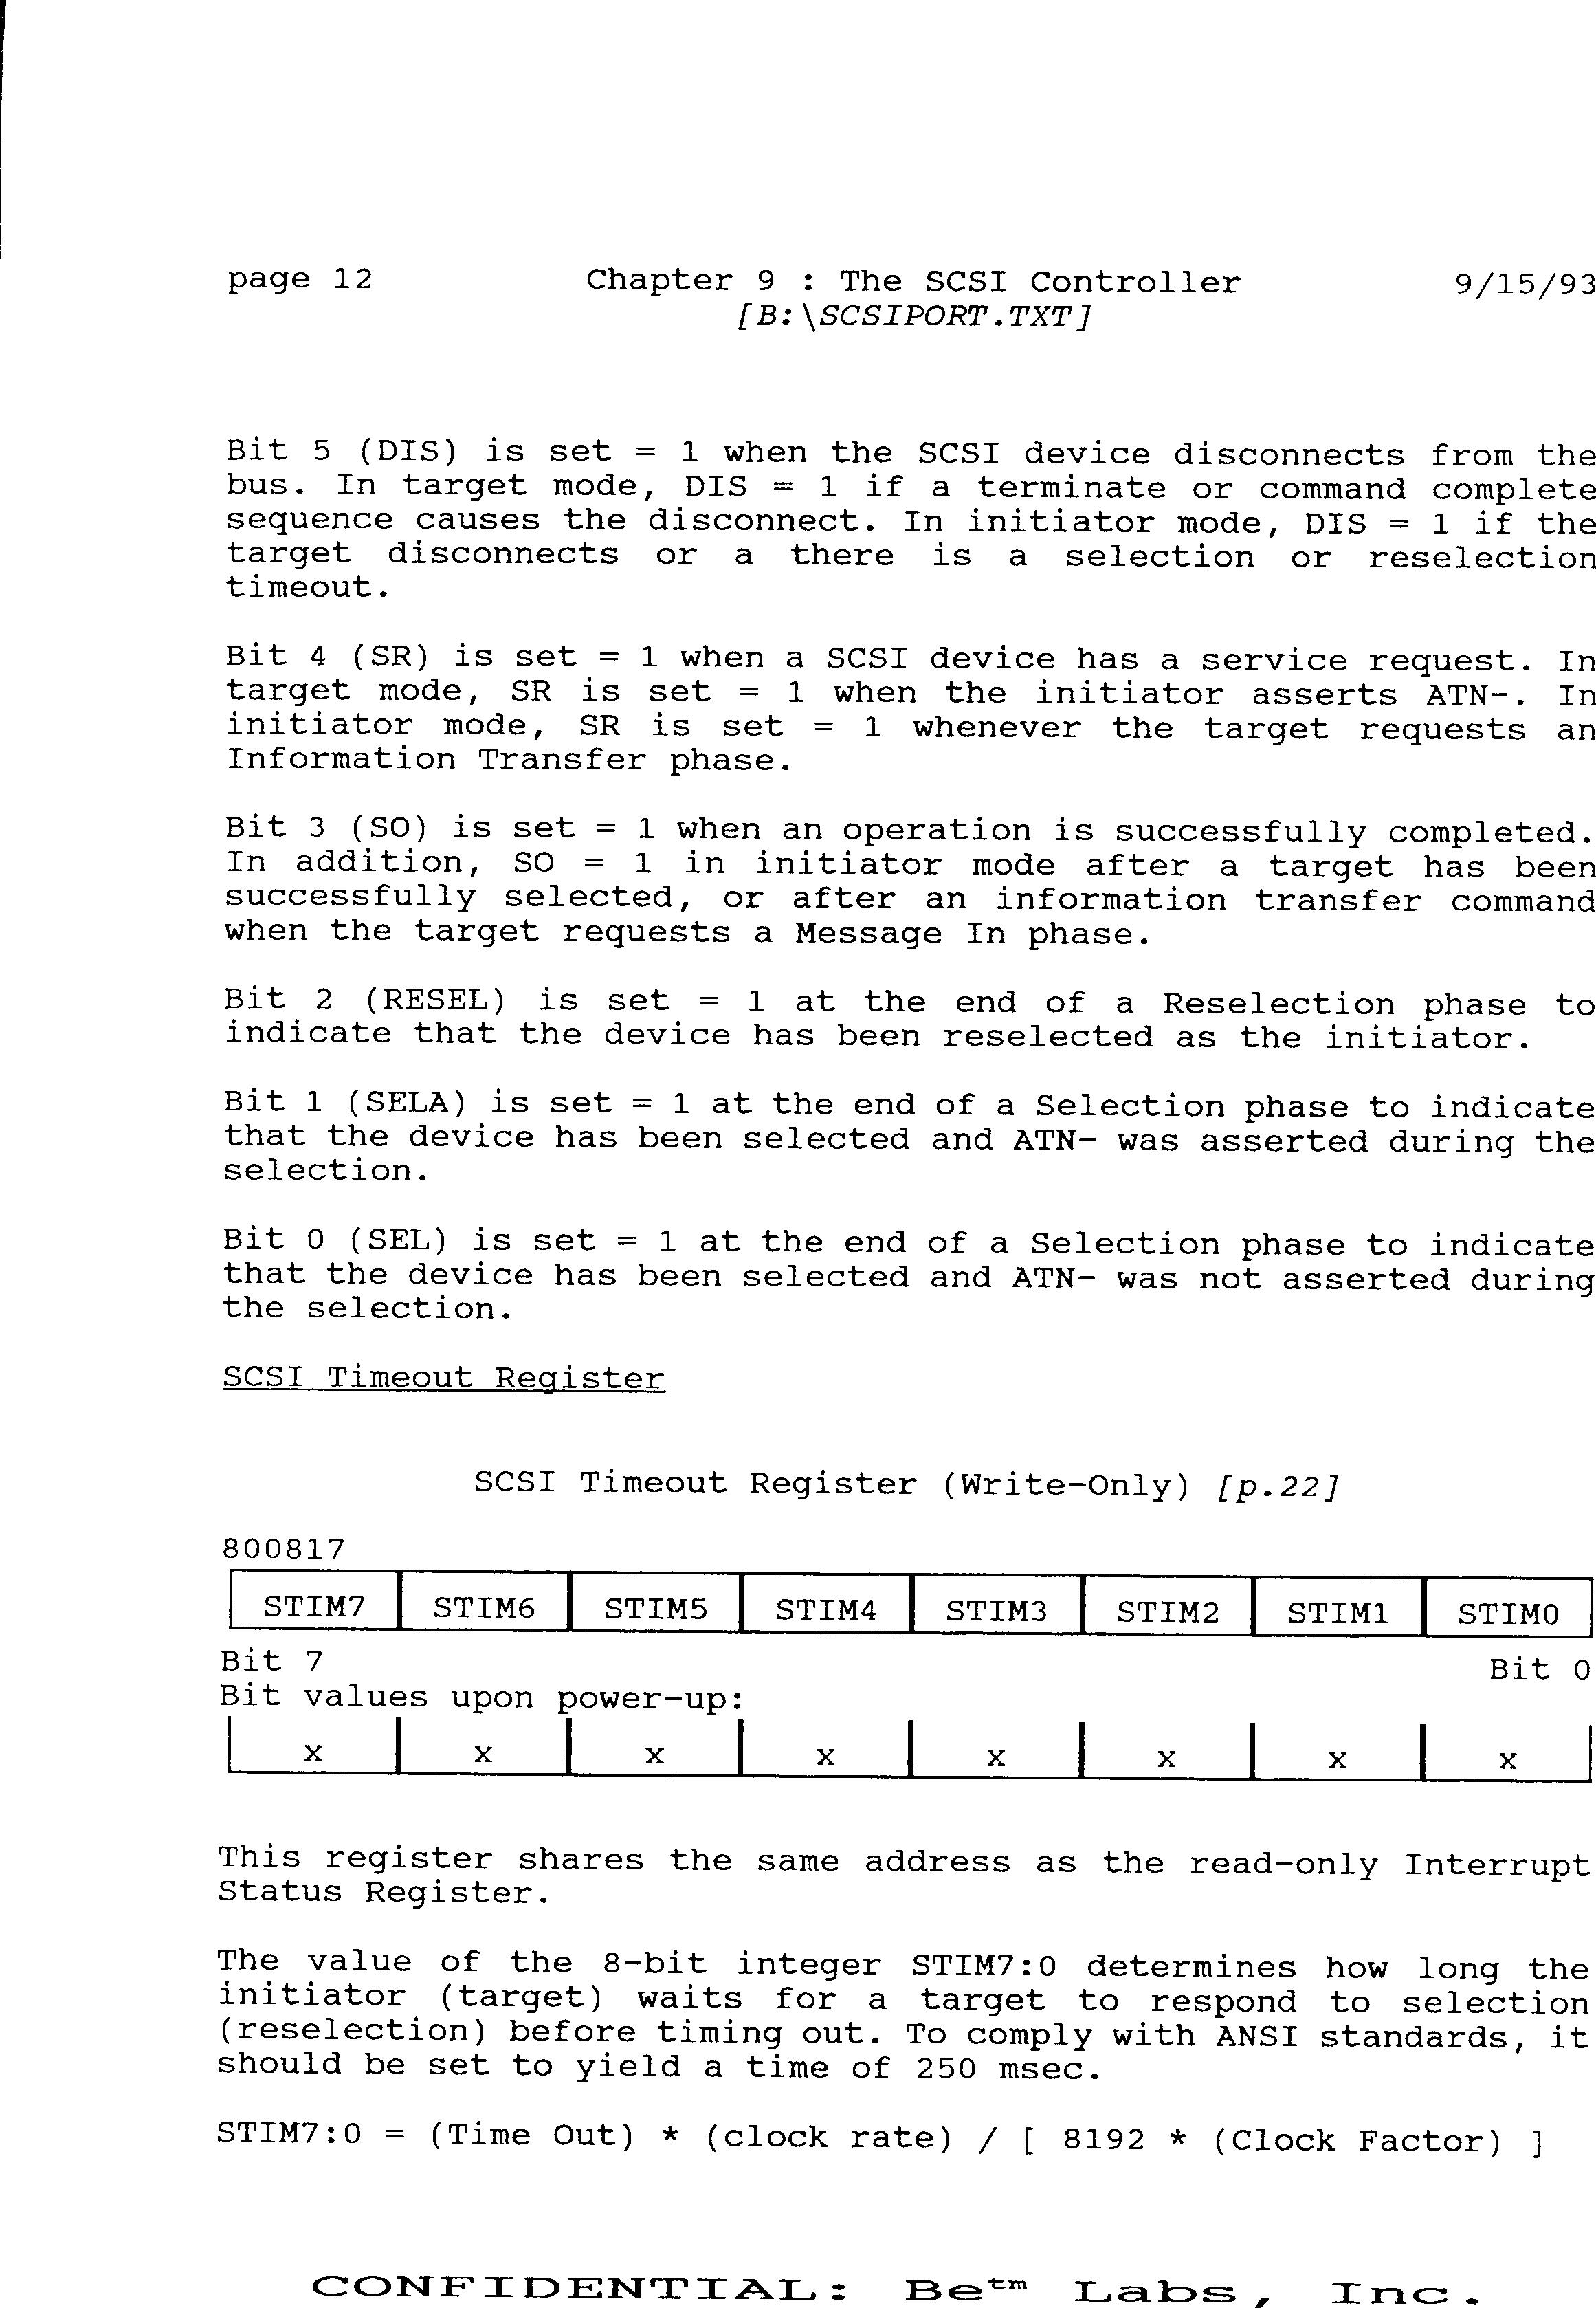 page 12 Chapter 9 : The SCSI Controller 9/15/93
[B:\SCSIPORT.TXT]
Bit 5 (DIS) is set = 1 when the SCSI device disconnects from the
bus. In target mode, DIS = 1 if a terminate or command complete
sequence causes the disconnect. In initiator mode, DIS = 1 if the
target disconnects or a there is a selection or reselection
timeout.
Bit 4 (SR) is set = 1 when a SCSI device has a service request. In
target mode, SR is set = 1 when the initiator asserts ATN-. In
initiator mode, SR is set = 1 whenever the target requests an
Information Transfer phase.
Bit 3 (SO) is set = 1 when an operation is successfully completed.
In addition, SO = 1 in initiator mode after a target has been
successfully selected, or after an information transfer command
when the target requests a Message In phase.
Bit 2 (RESEL) is set = 1 at the end of a Reselection phase to
indicate that the device has been reselected as the initiator.
Bit 1 (SELA) is set = 1 at the end of a Selection phase to indicate
that the device has been selected and ATN- was asserted during the
selection.
Bit 0 (SEL) is set = 1 at the end of a Selection phase to indicate
that the device has been selected and ATN- was not asserted during
the selection.
SCSI Timeout Register
SCSI Timeout Register (Write-Only) [p.22]
800817
STIM7 STIM6 STIM5 STIM4 STIM3 STIM2 STIM1 STIM0
Bit 7 Bit 0
Bit values upon power-up:
x x x x x x x x
This register shares the same address as the read-only Interrupt
Status Register.
The value of the 8-bit integer STIM7:0 determines how long the
initiator (target) waits for a target to respond to selection
(reselection) before timing out. To comply with ANSI standards, it
should be set to yield a time of 250 msec.
STIM7:0 = (Time Out) * (clock rate) / [ 8192 * (Clock Factor) ]
CONFIDENTIAL: Be™ Labs, Inc.